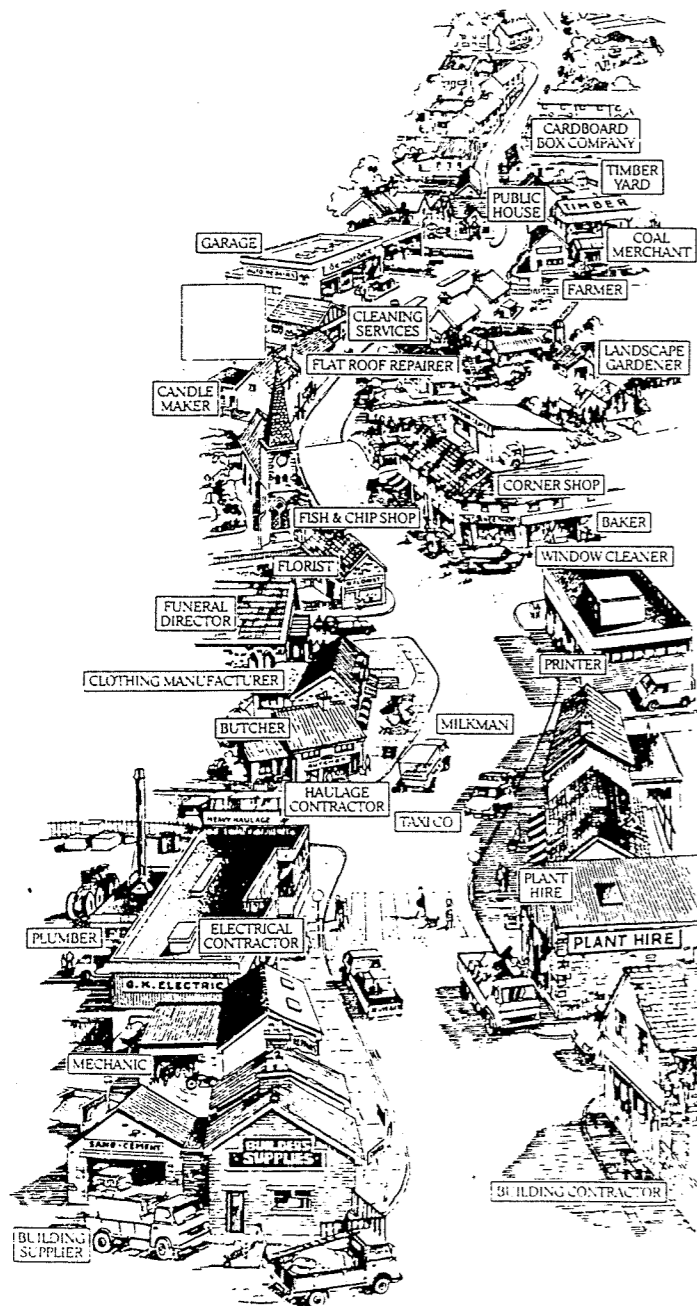 CARDBOARD
BOX COMPANY
TIMBER
YARD
PUBLIC
HOUSE
TIMBER
COAL
MERCHANT
GARAGE
AUTO REPAIRS
FARMER
CLEANING
SERVICES
FLAT ROOF REPAIRER
LANDSCAPE
GARDENER
CANDLE
MAKER
CORNER SHOP
FISH & CHIP SHOP
BAKER
WINDOW CLEANER
FLORIST
FLORIST
FUNERAL
DIRECTOR
PRINTER
CLOTHING MANUFACTURER
BUTCHER
MILKMAN
HAULAGE
CONTRACTOR
HEAVY HAULAGE
TAXI CO
PLANT
HIRE
ELECTRICAL
CONTRACTOR
PLUMBER
PLANT HIRE
G.K. ELECTRIC
MECHANIC
SAND-CEMENT
BUILDERS
SUPPLIES
BUILDING CONTRACTOR
BUILDING
SUPPLIER